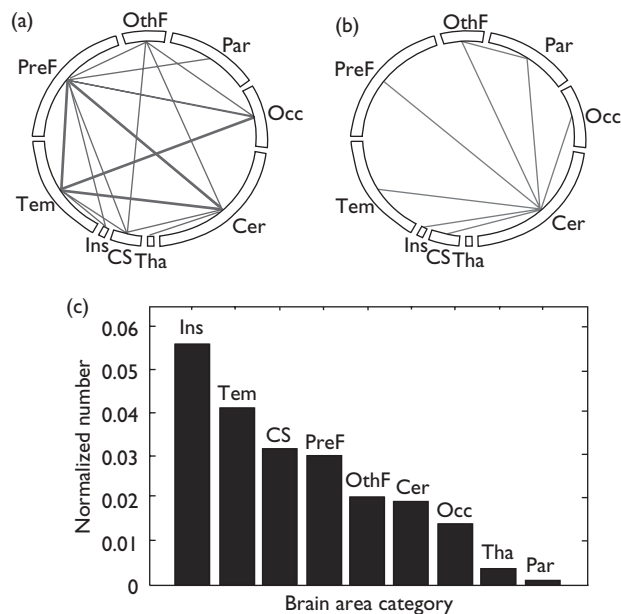 (a)
OthF
Par
PreF
Occ
Tem
Cer
Ins
CS
Tha
(b)
OthF
Par
PreF
Occ
Tem
Cer
Ins
CS
Tha
(c)
Normalized number
0.06
0.05
0.04
0.03
0.02
0.01
0
Ins
Tem
CS
PreF
OthF
Cer
Occ
Tha
Par
Brain area category